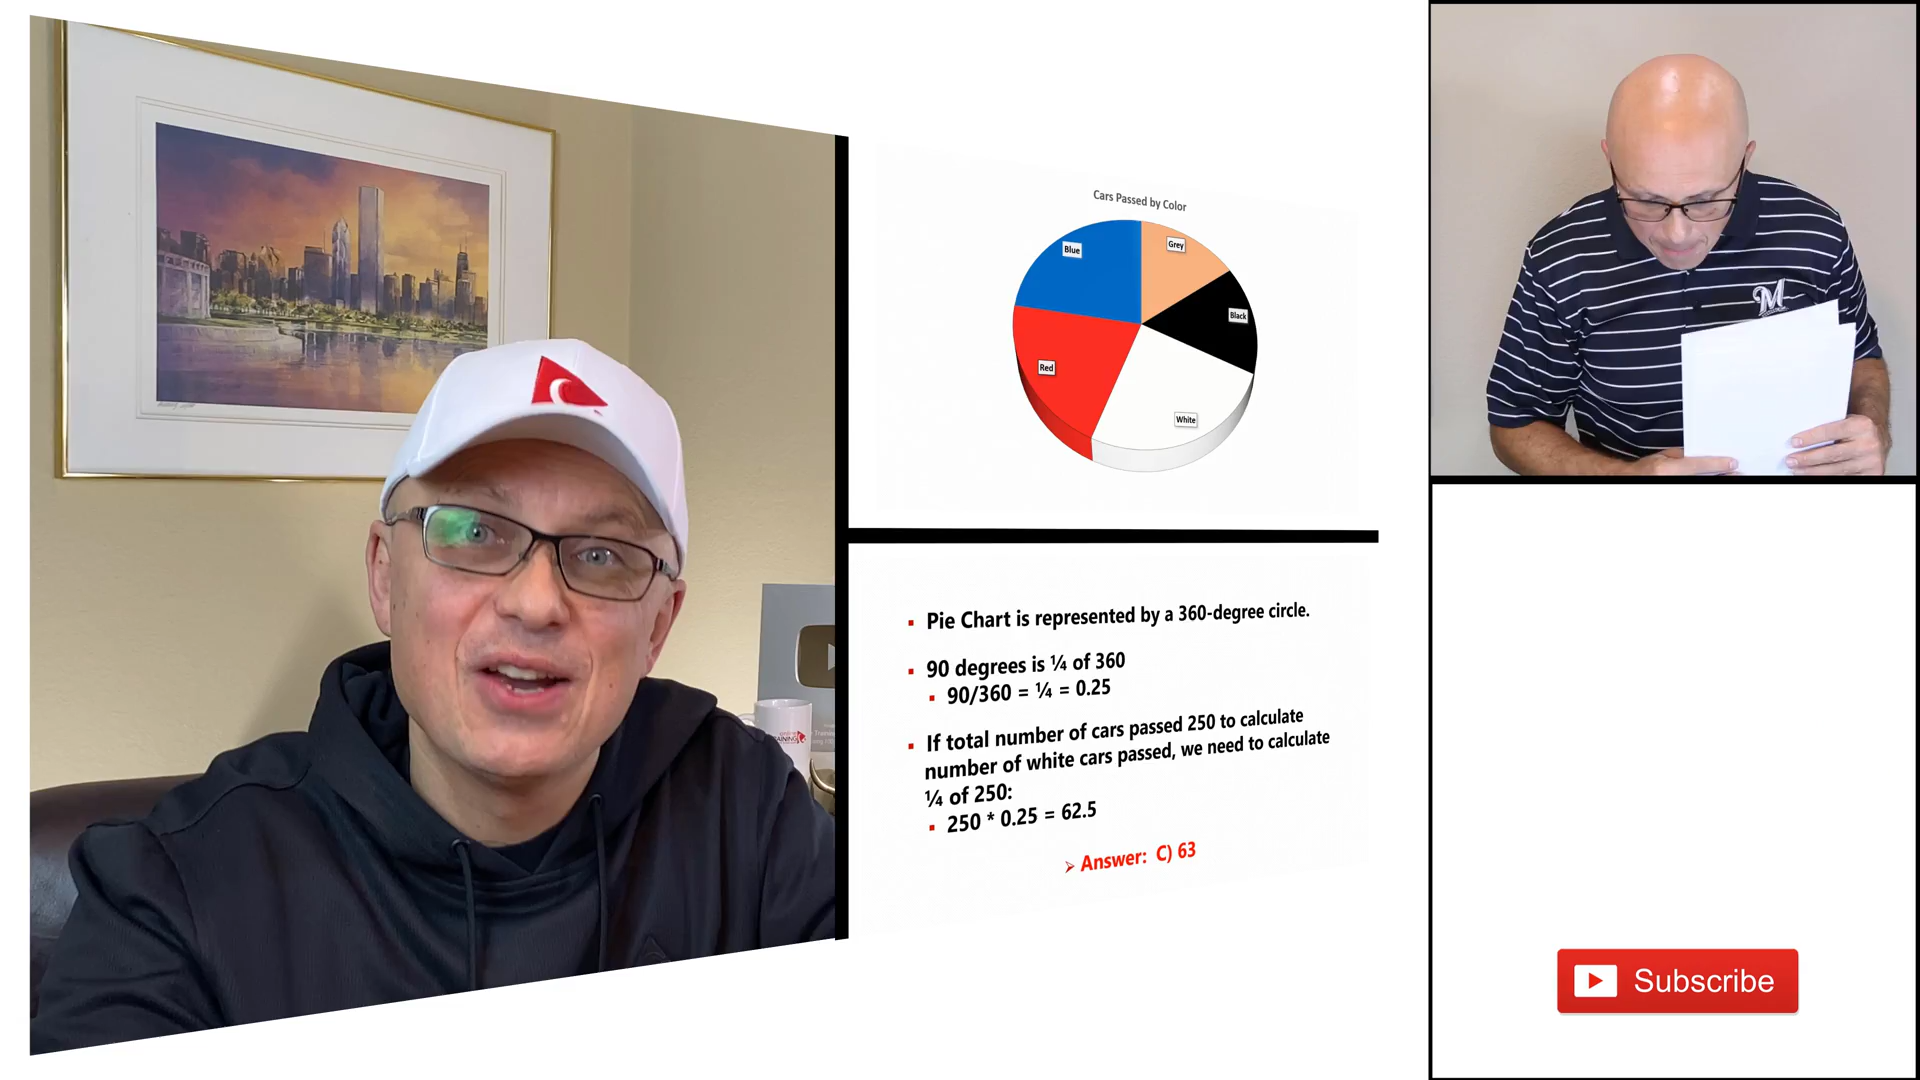 Cars Passed by Color
Blue
Grey
Black
Red
White
▪ Pie Chart is represented by a 360-degree circle.
▪ 90 degrees is ¼ of 360
▪ 90/360 = ¼ = 0.25
▪ If total number of cars passed 250 to calculate
number of white cars passed, we need to calculate
¼ of 250:
▪ 250 * 0.25 = 62.5
➢ Answer: C) 63
M
Subscribe